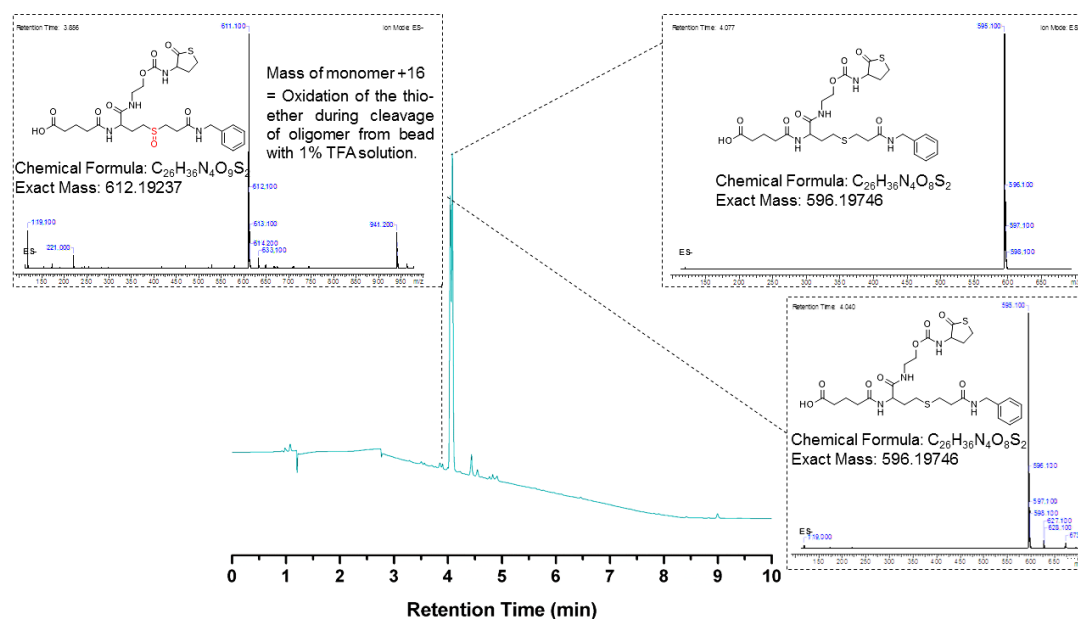 Retention Time: 3.886
Ion Mode: ES-
611.100
Mass of monomer +16
= Oxidation of the thio-
ether during cleavage
of oligomer from bead
with 1% TFA solution.
Chemical Formula: C26H36N4O9S2
Exact Mass: 612.19237
612.100
613.100
614.200
633.100
119.100
221.000
941.200
ES-
100 150 200 250 300 350 400 450 500 550 600 650 700 750 800 850 900 950
Retention Time: 4.077
595.100
Chemical Formula: C26H36N4O8S2
Exact Mass: 596.19746
596.100
597.100
598.100
ES-
100 150 200 250 300 350 400 450 500 550 600 650
Retention Time: 4.040
595.100
Chemical Formula: C26H36N4O8S2
Exact Mass: 596.19746
596.100
597.100
598.100
627.100
628.100
119.000
ES-
100 150 200 250 300 350 400 450 500 550 600 650
0 1 2 3 4 5 6 7 8 9 10
Retention Time (min)